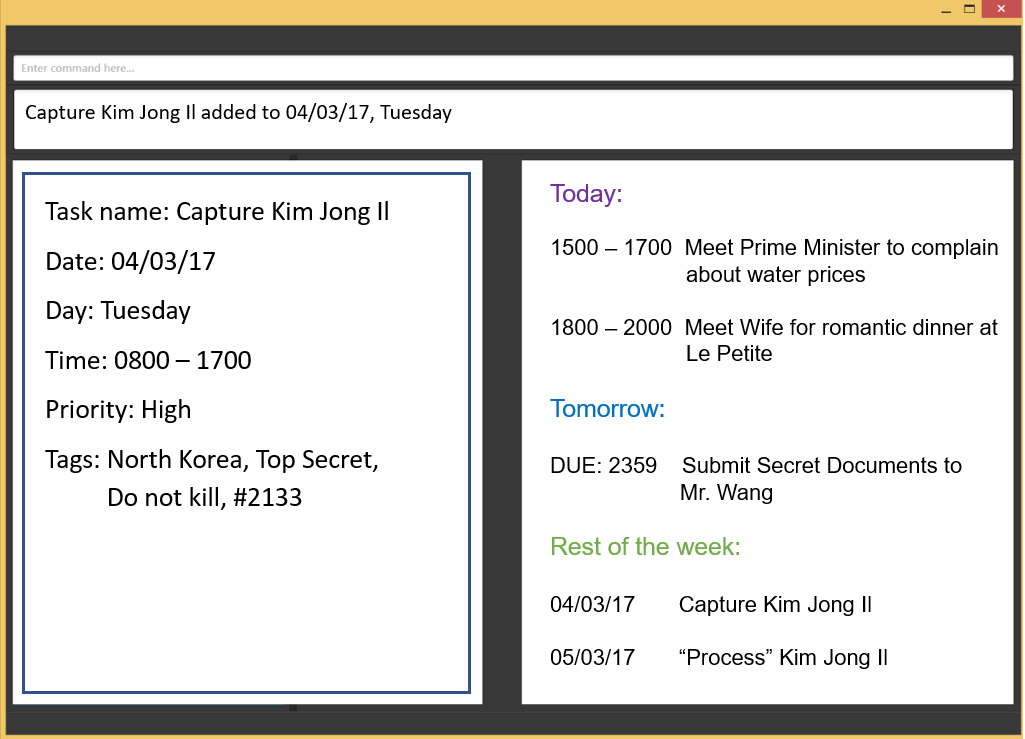 Enter command here...
Capture Kim Jong Il added to 04/03/17, Tuesday
Task name: Capture Kim Jong Il
Date: 04/03/17
Day: Tuesday
Time: 0800 – 1700
Priority: High
Tags: North Korea, Top Secret,
Do not kill, #2133
Today:
1500 – 1700 Meet Prime Minister to complain
about water prices
1800 – 2000 Meet Wife for romantic dinner at
Le Petite
Tomorrow:
DUE: 2359 Submit Secret Documents to
Mr. Wang
Rest of the week:
04/03/17 Capture Kim Jong Il
05/03/17 “Process” Kim Jong Il